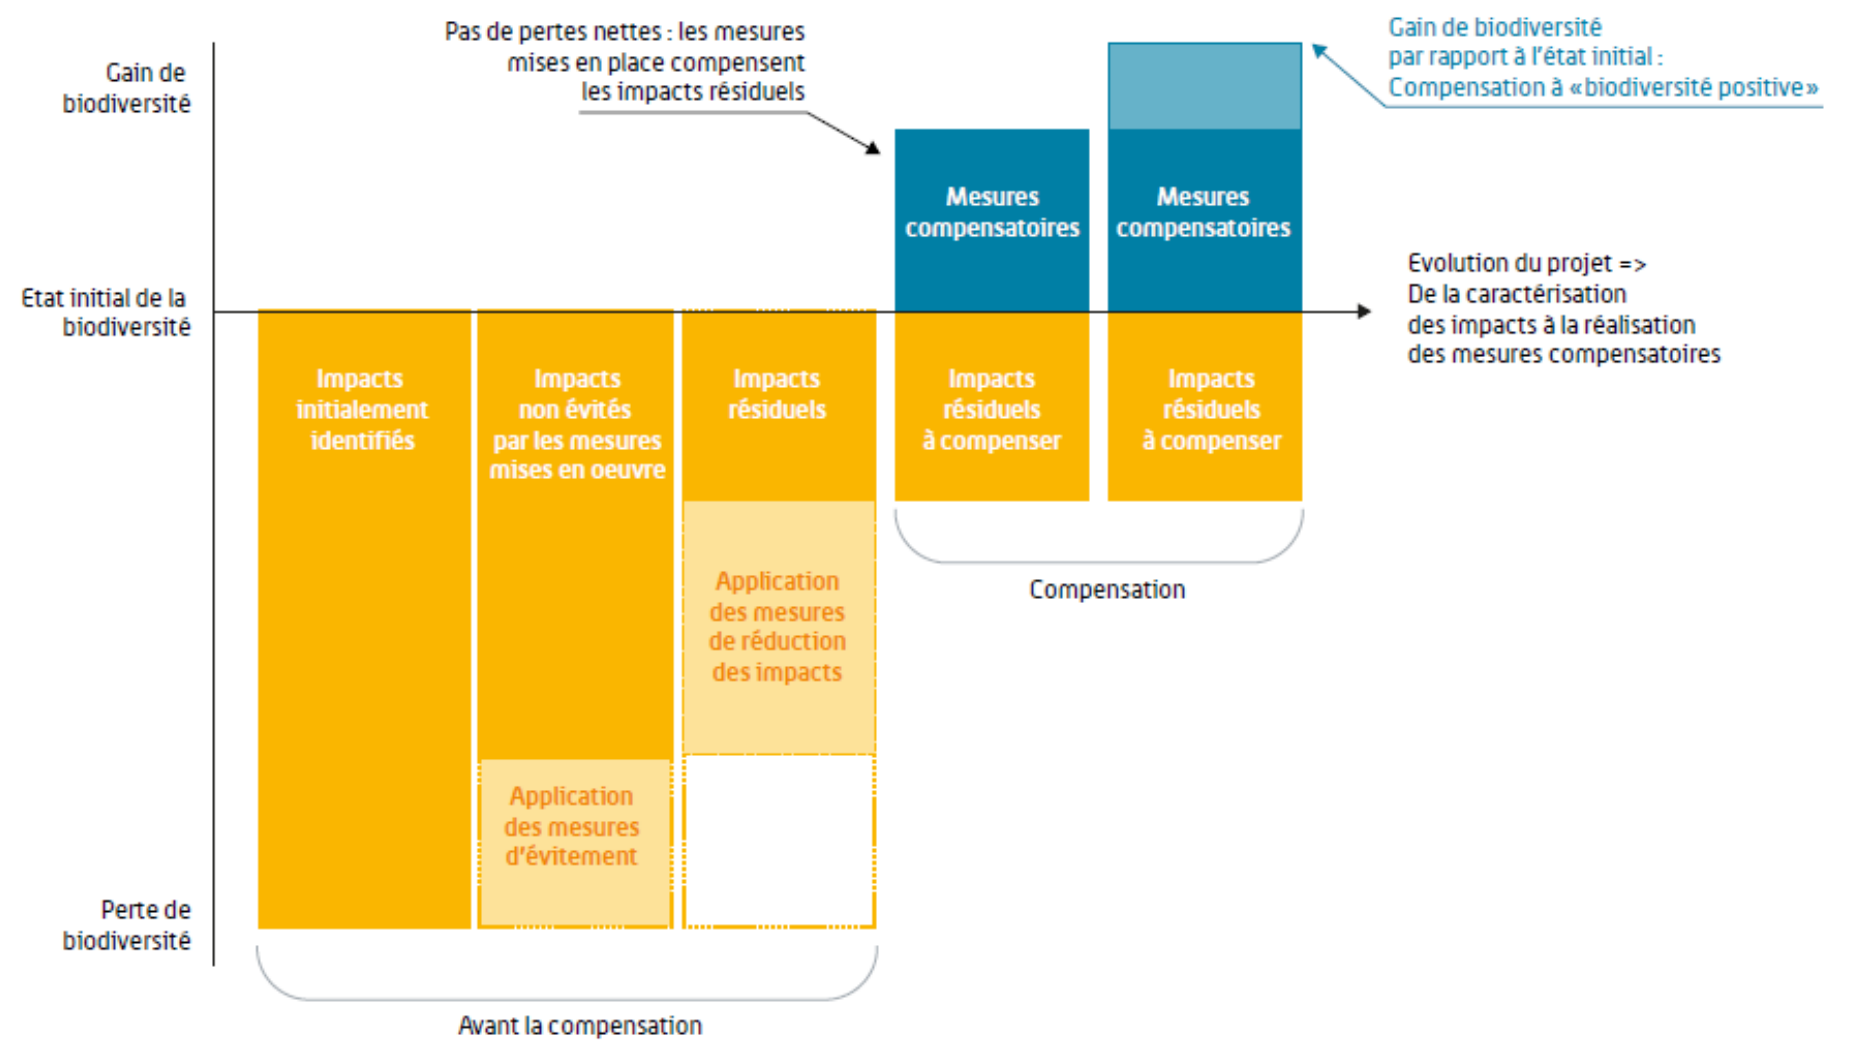 Gain de
biodiversité
Pas de pertes nettes : les mesures
mises en place compensent
les impacts résiduels
Gain de biodiversité
par rapport à l'état initial :
Compensation à «biodiversité positive»
Mesures
compensatoires
Mesures
compensatoires
Etat initial de la
biodiversité
Evolution du projet =>
De la caractérisation
des impacts à la réalisation
des mesures compensatoires
Impacts
initialement
identifiés
Impacts
non évités
par les mesures
mises en oeuvre
Impacts
résiduels
Impacts
résiduels
à compenser
Impacts
résiduels
à compenser
Application
des mesures
de réduction
des impacts
Compensation
Application
des mesures
d'évitement
Perte de
biodiversité
Avant la compensation